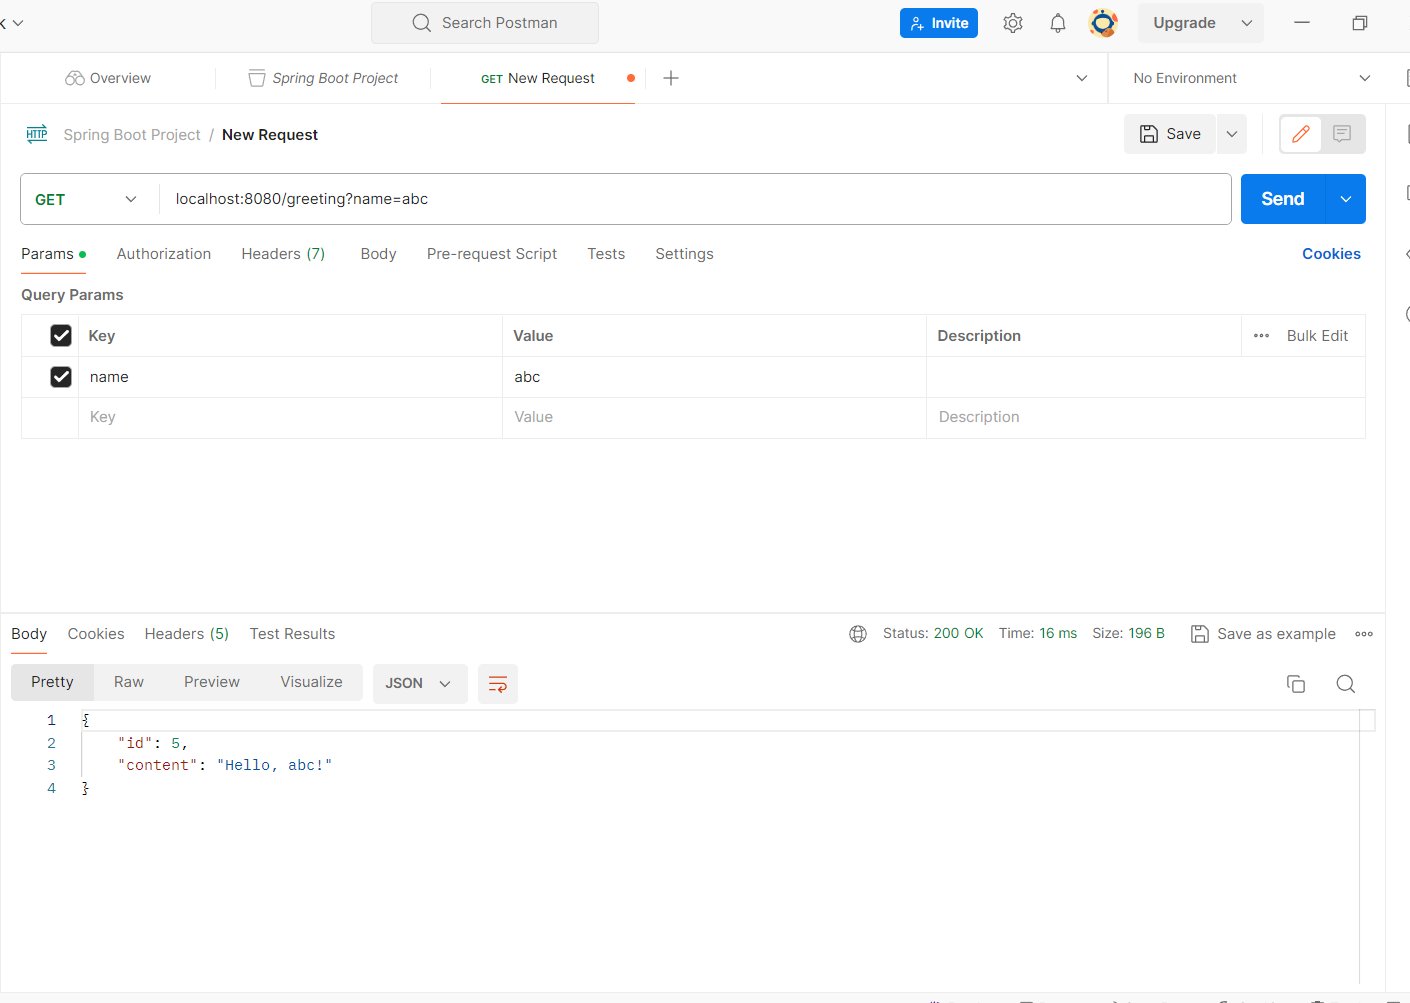 Search Postman Invite Upgrade
Overview Spring Boot Project GET New Request No Environment
HTTP Spring Boot Project / New Request Save
GET localhost:8080/greeting?name=abc Send
Params Authorization Headers (7) Body Pre-request Script Tests Settings Cookies
Query Params
Key Value Description Bulk Edit
name abc
Key Value Description
Body Cookies Headers (5) Test Results Status: 200 OK Time: 16 ms Size: 196 B Save as example
Pretty Raw Preview Visualize JSON
1 {
2 "id": 5,
3 "content": "Hello, abc!"
4 }